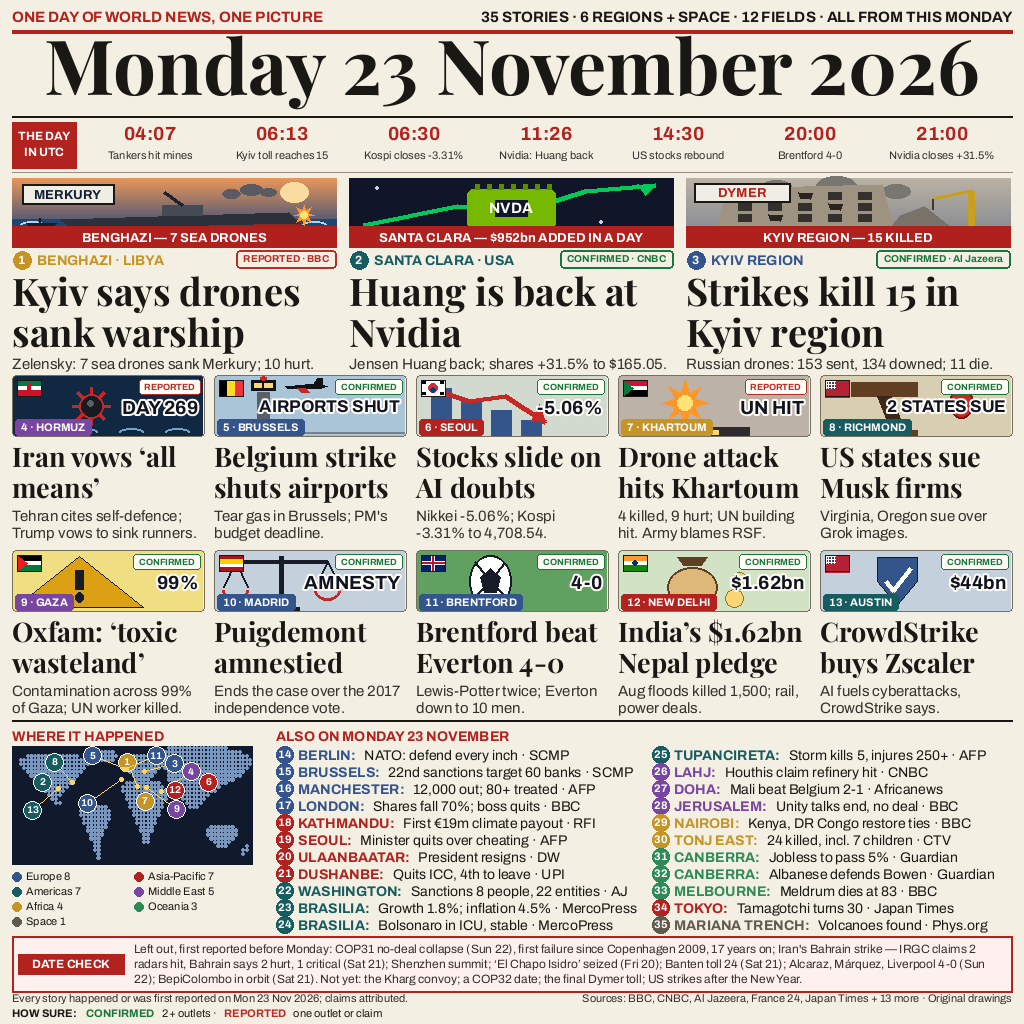 ONE DAY OF WORLD NEWS, ONE PICTURE
35 STORIES · 6 REGIONS + SPACE · 12 FIELDS · ALL FROM THIS MONDAY
Monday 23 November 2026
THE DAY
IN UTC
04:07
Tankers hit mines
06:13
Kyiv toll reaches 15
06:30
Kospi closes -3.31%
11:26
Nvidia: Huang back
14:30
US stocks rebound
20:00
Brentford 4-0
21:00
Nvidia closes +31.5%
MERKURY
BENGHAZI — 7 SEA DRONES
1 BENGHAZI · LIBYA
REPORTED · BBC
Kyiv says drones
sank warship
Zelensky: 7 sea drones sank Merkury; 10 hurt.
NVDA
SANTA CLARA — $952bn ADDED IN A DAY
2 SANTA CLARA · USA
CONFIRMED · CNBC
Huang is back at
Nvidia
Jensen Huang back; shares +31.5% to $165.05.
DYMER
KYIV REGION — 15 KILLED
3 KYIV REGION
CONFIRMED · Al Jazeera
Strikes kill 15 in
Kyiv region
Russian drones: 153 sent, 134 downed; 11 die.
REPORTED
DAY 269
4 · HORMUZ
Iran vows ‘all
means’
Tehran cites self-defence;
Trump vows to sink runners.
CONFIRMED
AIRPORTS SHUT
5 · BRUSSELS
Belgium strike
shuts airports
Tear gas in Brussels; PM's
budget deadline.
CONFIRMED
-5.06%
6 · SEOUL
Stocks slide on
AI doubts
Nikkei -5.06%; Kospi
-3.31% to 4,708.54.
REPORTED
UN HIT
7 · KHARTOUM
Drone attack
hits Khartoum
4 killed, 9 hurt; UN building
hit. Army blames RSF.
CONFIRMED
2 STATES SUE
8 · RICHMOND
US states sue
Musk firms
Virginia, Oregon sue over
Grok images.
CONFIRMED
99%
9 · GAZA
Oxfam: ‘toxic
wasteland’
Contamination across 99%
of Gaza; UN worker killed.
CONFIRMED
AMNESTY
10 · MADRID
Puigdemont
amnestied
Ends the case over the 2017
independence vote.
CONFIRMED
4-0
11 · BRENTFORD
Brentford beat
Everton 4-0
Lewis-Potter twice; Everton
down to 10 men.
CONFIRMED
$1.62bn
12 · NEW DELHI
India’s $1.62bn
Nepal pledge
Aug floods killed 1,500; rail,
power deals.
CONFIRMED
$44bn
13 · AUSTIN
CrowdStrike
buys Zscaler
AI fuels cyberattacks,
CrowdStrike says.
WHERE IT HAPPENED
8
5
1
11
3
4
2
6
12
13
10
7
9
Europe 8
Asia-Pacific 7
Americas 7
Middle East 5
Africa 4
Oceania 3
Space 1
ALSO ON MONDAY 23 NOVEMBER
14 BERLIN: NATO: defend every inch · SCMP
15 BRUSSELS: 22nd sanctions target 60 banks · SCMP
16 MANCHESTER: 12,000 out; 80+ treated · AFP
17 LONDON: Shares fall 70%; boss quits · BBC
18 KATHMANDU: First €19m climate payout · RFI
19 SEOUL: Minister quits over cheating · AFP
20 ULAANBAATAR: President resigns · DW
21 DUSHANBE: Quits ICC, 4th to leave · UPI
22 WASHINGTON: Sanctions 8 people, 22 entities · AJ
23 BRASILIA: Growth 1.8%; inflation 4.5% · MercoPress
24 BRASILIA: Bolsonaro in ICU, stable · MercoPress
25 TUPANCIRETA: Storm kills 5, injures 250+ · AFP
26 LAHJ: Houthis claim refinery hit · CNBC
27 DOHA: Mali beat Belgium 2-1 · Africanews
28 JERUSALEM: Unity talks end, no deal · BBC
29 NAIROBI: Kenya, DR Congo restore ties · BBC
30 TONJ EAST: 24 killed, incl. 7 children · CTV
31 CANBERRA: Jobless to pass 5% · Guardian
32 CANBERRA: Albanese defends Bowen · Guardian
33 MELBOURNE: Meldrum dies at 83 · BBC
34 TOKYO: Tamagotchi turns 30 · Japan Times
35 MARIANA TRENCH: Volcanoes found · Phys.org
DATE CHECK
Left out, first reported before Monday: COP31 no-deal collapse (Sun 22), first failure since Copenhagen 2009, 17 years on; Iran's Bahrain strike — IRGC claims 2
radars hit, Bahrain says 2 hurt, 1 critical (Sat 21); Shenzhen summit; ‘El Chapo Isidro’ seized (Fri 20); Banten toll 24 (Sat 21); Alcaraz, Márquez, Liverpool 4-0 (Sun
22); BepiColombo in orbit (Sat 21). Not yet: the Kharg convoy; a COP32 date; the final Dymer toll; US strikes after the New Year.
Every story happened or was first reported on Mon 23 Nov 2026; claims attributed.
Sources: BBC, CNBC, Al Jazeera, France 24, Japan Times + 13 more · Original drawings
HOW SURE: CONFIRMED 2+ outlets · REPORTED one outlet or claim